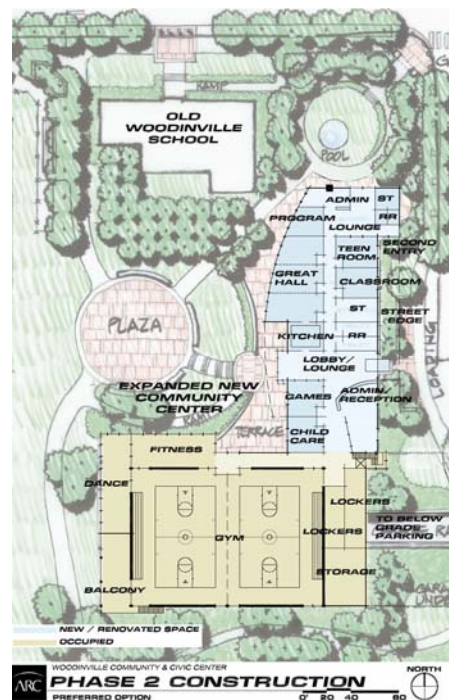 RAMP
OLD
WOODINVILLE
SCHOOL
POOL
ADMIN
ST
PROGRAM
RR
LOUNGE
TEEN
ROOM
SECOND
ENTRY
GREAT
HALL
CLASSROOM
ST
STREET
EDGE
PLAZA
KITCHEN
RR
LOADING
LOBBY/
LOUNGE
EXPANDED NEW
COMMUNITY
CENTER
GAMES
ADMIN/
RECEPTION
RAMP
TERRACE
CHILD
CARE
FITNESS
DANCE
LOCKERS
GYM
LOCKERS
TO BELOW
GRADE
PARKING
STORAGE
BALCONY
NEW / RENOVATED SPACE
OCCUPIED
ARC
WOODINVILLE COMMUNITY & CIVIC CENTER
PHASE 2 CONSTRUCTION
PREFERRED OPTION
0' 20 40 80
NORTH